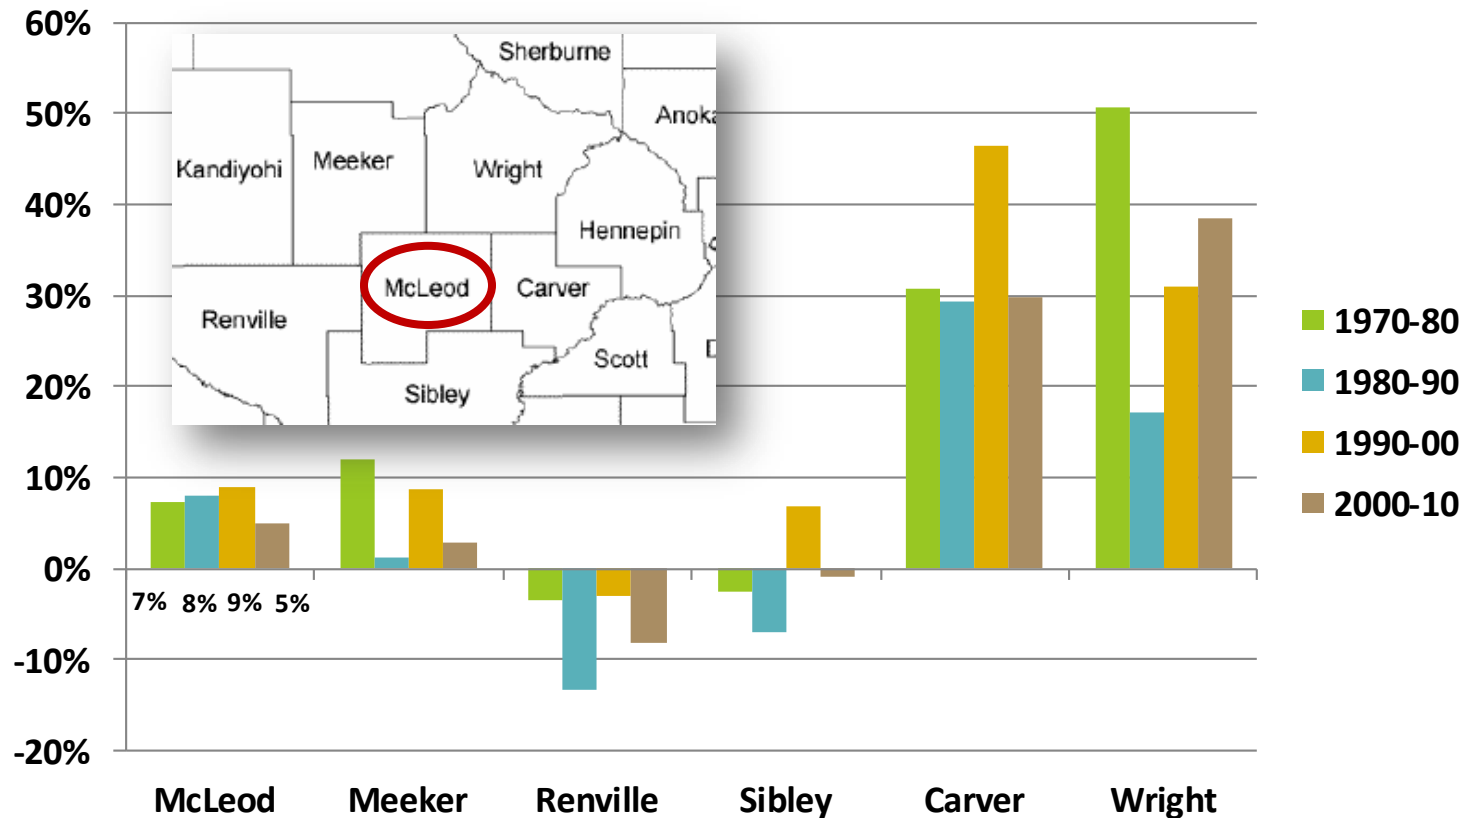 60%
50%
40%
30%
20%
10%
0%
-10%
-20%
Sherburne
Anoka
Kandiyohi
Meeker
Wright
Hennepin
McLeod
Carver
Renville
Scott
Sibley
7% 8% 9% 5%
McLeod Meeker Renville Sibley Carver Wright
1970-80
1980-90
1990-00
2000-10